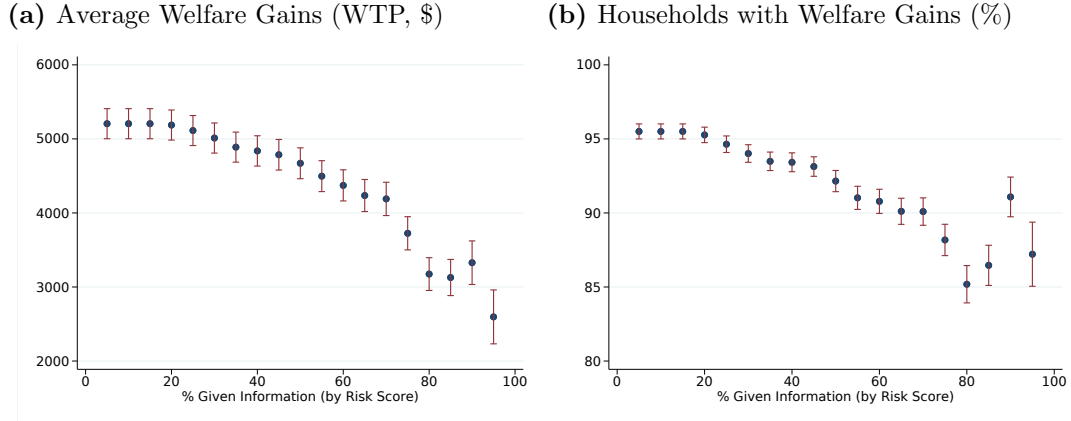 (a) Average Welfare Gains (WTP, $)
6000
5000
4000
3000
2000
0 20 40 60 80 100
% Given Information (by Risk Score)
(b) Households with Welfare Gains (%)
100
95
90
85
80
0 20 40 60 80 100
% Given Information (by Risk Score)